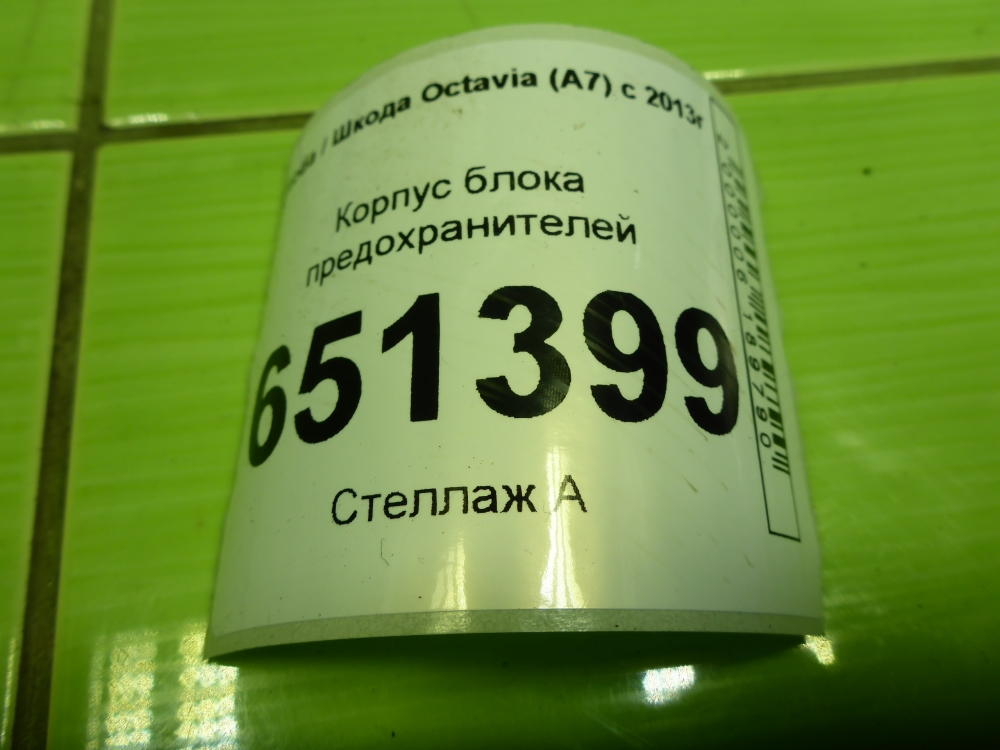 / Шкода Octavia (A7) с 2013г
Корпус блока
предохранителей
651399
Стеллаж А